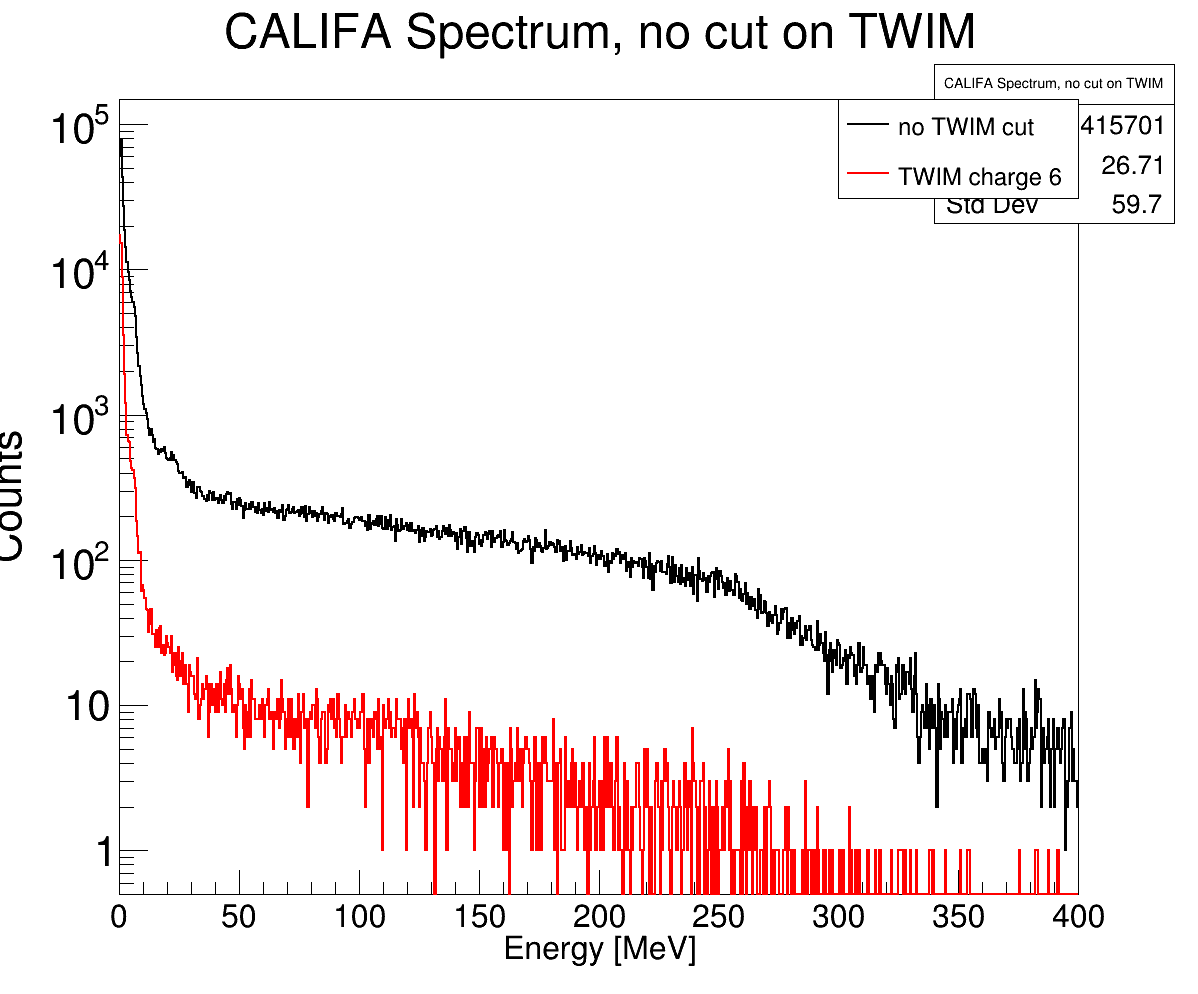 CALIFA Spectrum, no cut on TWIM
CALIFA Spectrum, no cut on TWIM
no TWIM cut
415701
TWIM charge 6
26.71
Std Dev 59.7
10^5
10^4
10^3
10^2
10
1
Counts
0 50 100 150 200 250 300 350 400
Energy [MeV]